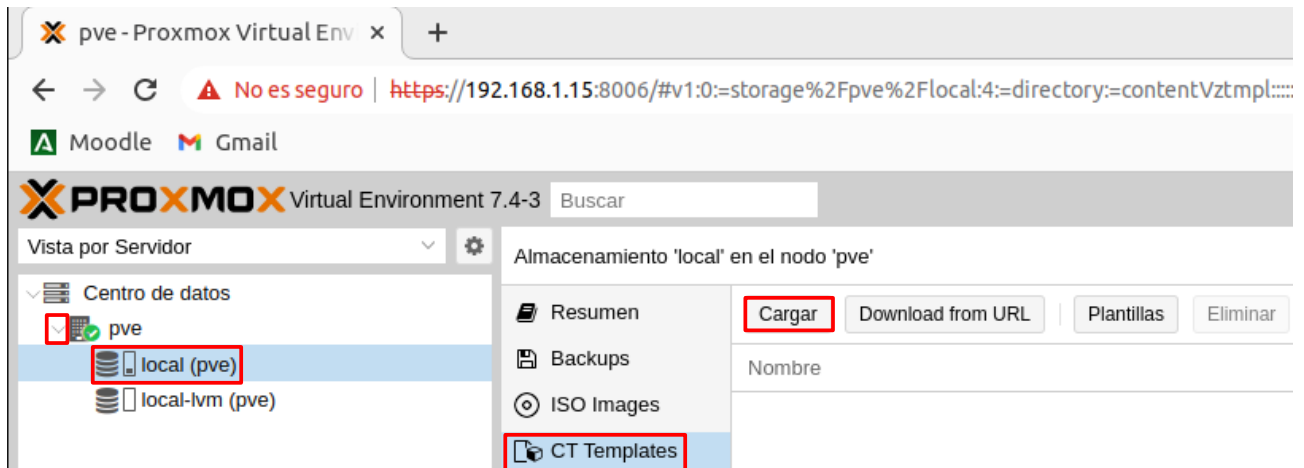 pve - Proxmox Virtual Env
No es seguro | https://192.168.1.15:8006/#v1:0:=storage%2Fpve%2Flocal:4:=directory:=contentVztmpl:::::
Moodle Gmail
PROXMOX Virtual Environment 7.4-3 Buscar
Vista por Servidor
Almacenamiento 'local' en el nodo 'pve'
Centro de datos
pve
local (pve)
local-lvm (pve)
Resumen
Backups
ISO Images
CT Templates
Cargar Download from URL Plantillas Eliminar
Nombre